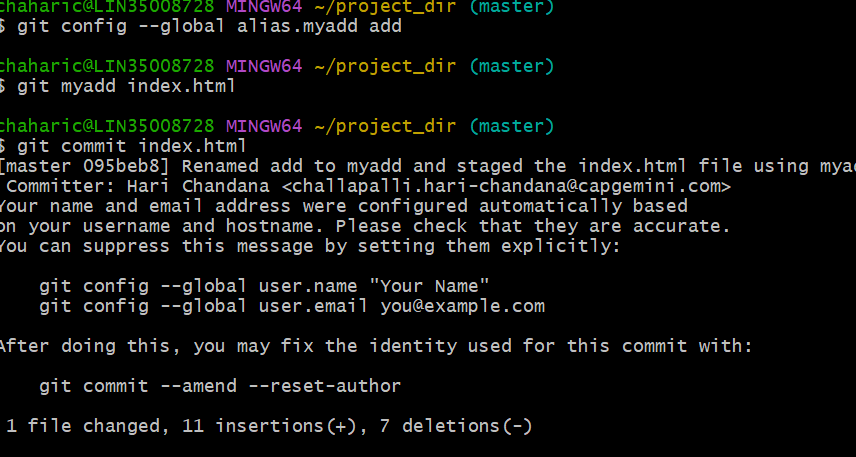 chaharic@LIN35008728 MINGW64 ~/project_dir (master)
$ git config --global alias.myadd add
chaharic@LIN35008728 MINGW64 ~/project_dir (master)
$ git myadd index.html
chaharic@LIN35008728 MINGW64 ~/project_dir (master)
$ git commit index.html
[master 095beb8] Renamed add to myadd and staged the index.html file using
 Committer: Hari Chandana <challapalli.hari-chandana@capgemini.com>
Your name and email address were configured automatically based
on your username and hostname. Please check that they are accurate.
You can suppress this message by setting them explicitly:
    git config --global user.name "Your Name"
    git config --global user.email you@example.com
After doing this, you may fix the identity used for this commit with:
    git commit --amend --reset-author
 1 file changed, 11 insertions(+), 7 deletions(-)